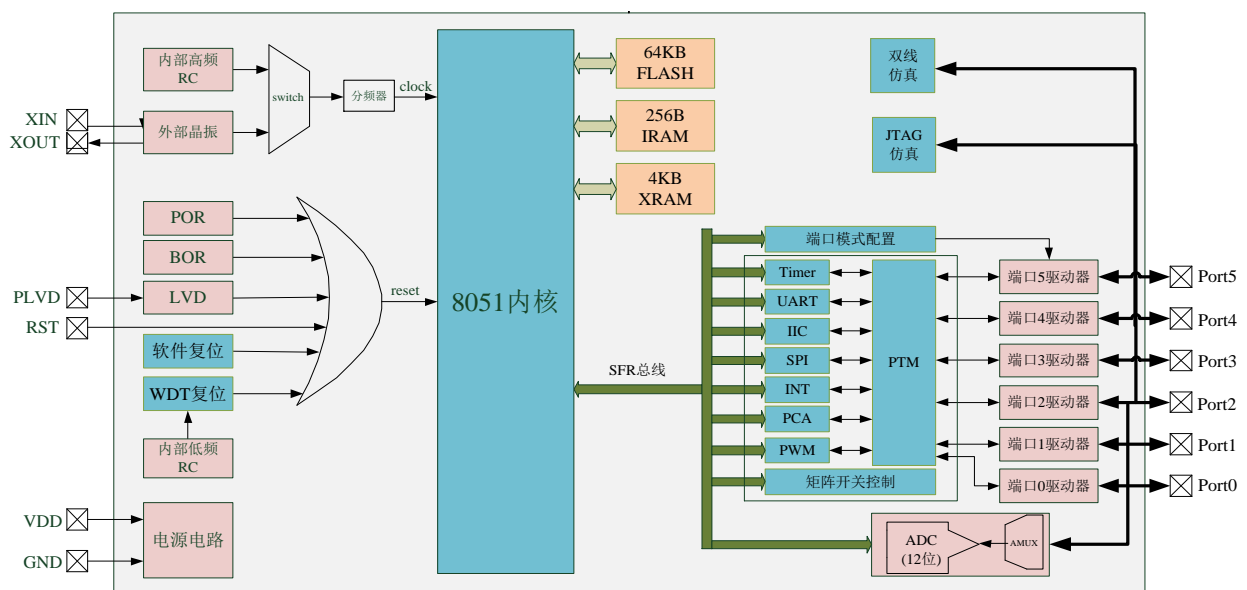 内部高频
RC
XIN
XOUT
外部晶振
switch
分频器
clock
POR
BOR
PLVD
LVD
RST
软件复位
WDT复位
内部低频
RC
reset
VDD
GND
电源电路
8051内核
64KB
FLASH
256B
IRAM
4KB
XRAM
双线
仿真
JTAG
仿真
SFR总线
端口模式配置
Timer
UART
IIC
SPI
INT
PCA
PWM
PTM
矩阵开关控制
端口5驱动器
端口4驱动器
端口3驱动器
端口2驱动器
端口1驱动器
端口0驱动器
Port5
Port4
Port3
Port2
Port1
Port0
ADC
(12位)
AMUX